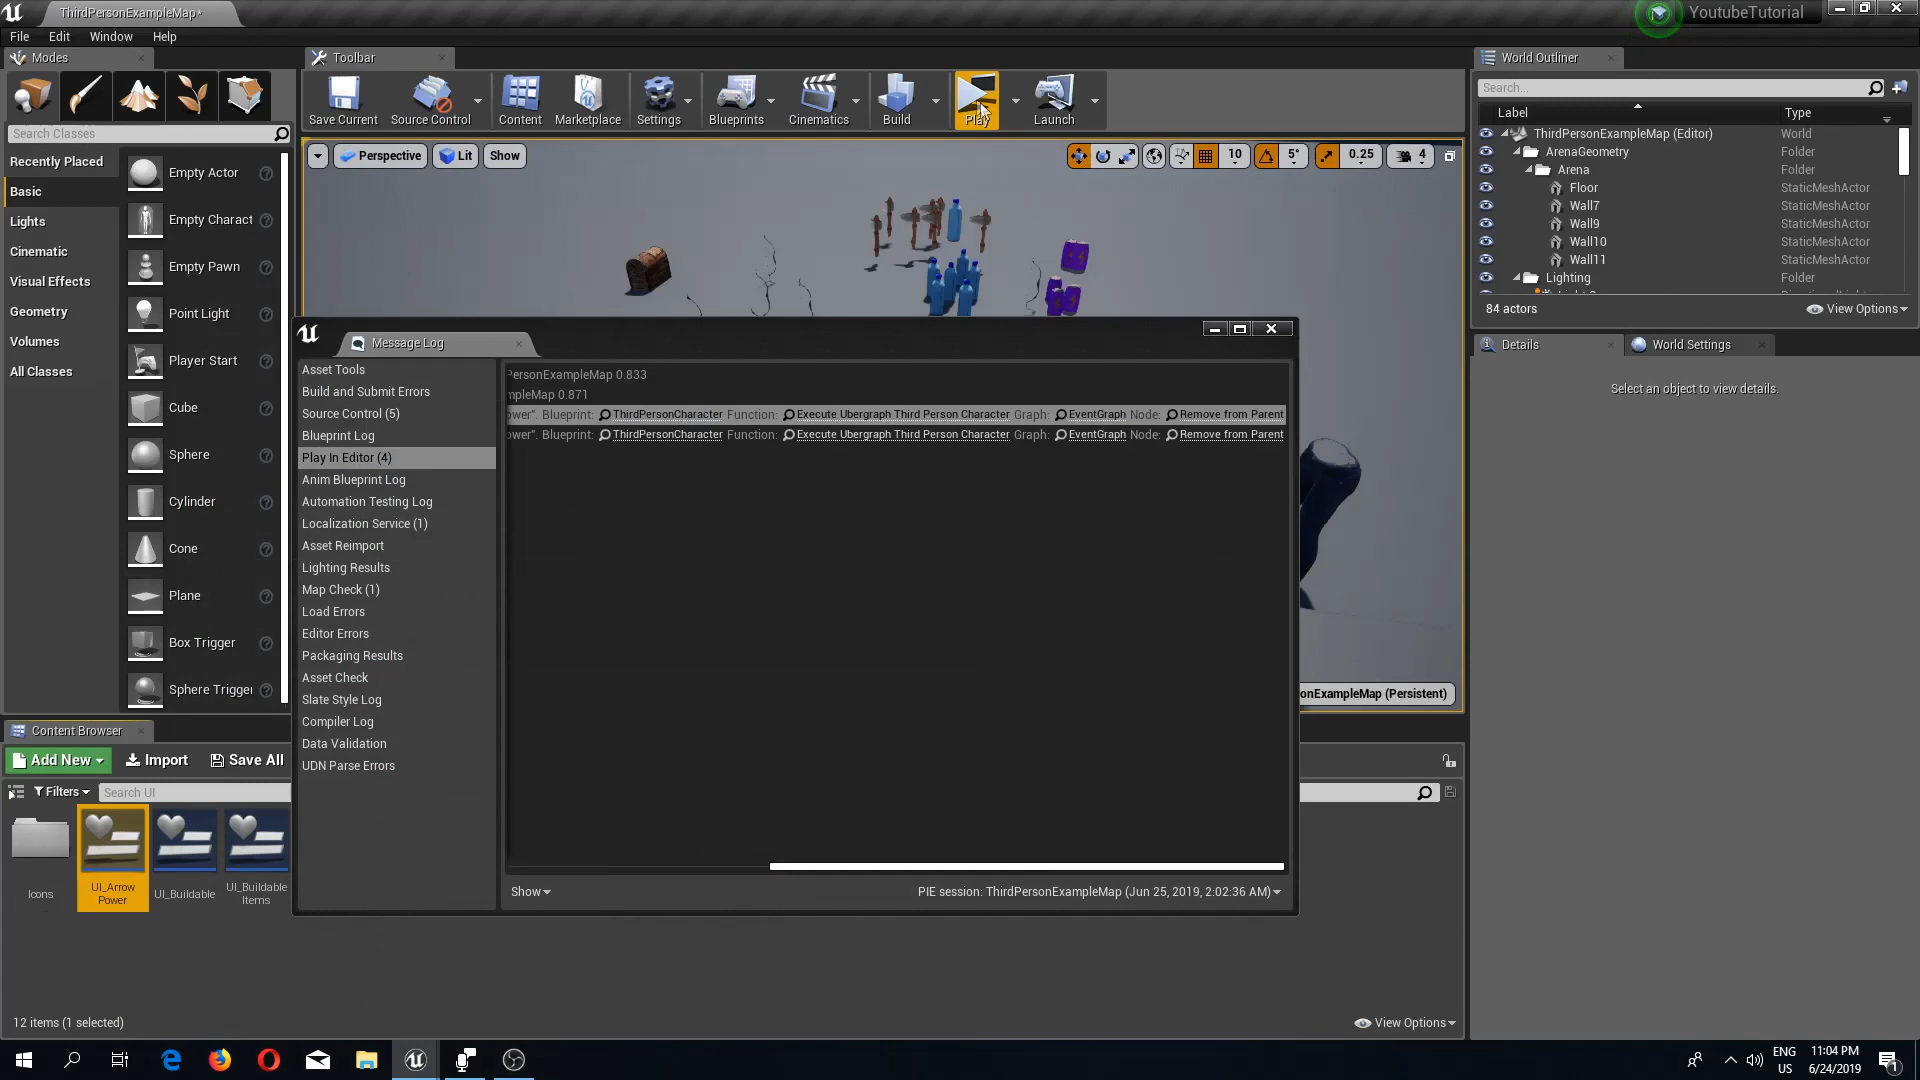 ThirdPersonExampleMap*
YoutubeTutorial
File Edit Window Help
Modes
Toolbar
World Outliner
Save Current
Source Control
Content
Marketplace
Settings
Blueprints
Cinematics
Build
Play
Launch
Search Classes
Search...
Label Type
Recently Placed
Basic
Lights
Cinematic
Visual Effects
Geometry
Volumes
All Classes
Empty Actor
Empty Charact
Empty Pawn
Point Light
Player Start
Cube
Sphere
Cylinder
Cone
Plane
Box Trigger
Sphere Trigger
Perspective
Lit
Show
10
5°
0.25
4
ThirdPersonExampleMap (Editor) World
ArenaGeometry Folder
Arena Folder
Floor StaticMeshActor
Wall7 StaticMeshActor
Wall9 StaticMeshActor
Wall10 StaticMeshActor
Wall11 StaticMeshActor
Lighting Folder
84 actors
View Options
Details
World Settings
Select an object to view details.
Message Log
Asset Tools
Build and Submit Errors
Source Control (5)
Blueprint Log
Play In Editor (4)
Anim Blueprint Log
Automation Testing Log
Localization Service (1)
Asset Reimport
Lighting Results
Map Check (1)
Load Errors
Editor Errors
Packaging Results
Asset Check
Slate Style Log
Compiler Log
Data Validation
UDN Parse Errors
PersonExampleMap 0.833
mpleMap 0.871
ower". Blueprint: ThirdPersonCharacter Function: Execute Ubergraph Third Person Character Graph: EventGraph Node: Remove from Parent
ower". Blueprint: ThirdPersonCharacter Function: Execute Ubergraph Third Person Character Graph: EventGraph Node: Remove from Parent
Show
PIE session: ThirdPersonExampleMap (Jun 25, 2019, 2:02:36 AM)
onExampleMap (Persistent)
Content Browser
Add New
Import
Save All
Filters
Search UI
Icons
UI_Arrow
Power
UI_Buildable
UI_Buildable
Items
12 items (1 selected)
View Options
ENG
US
11:04 PM
6/24/2019
1